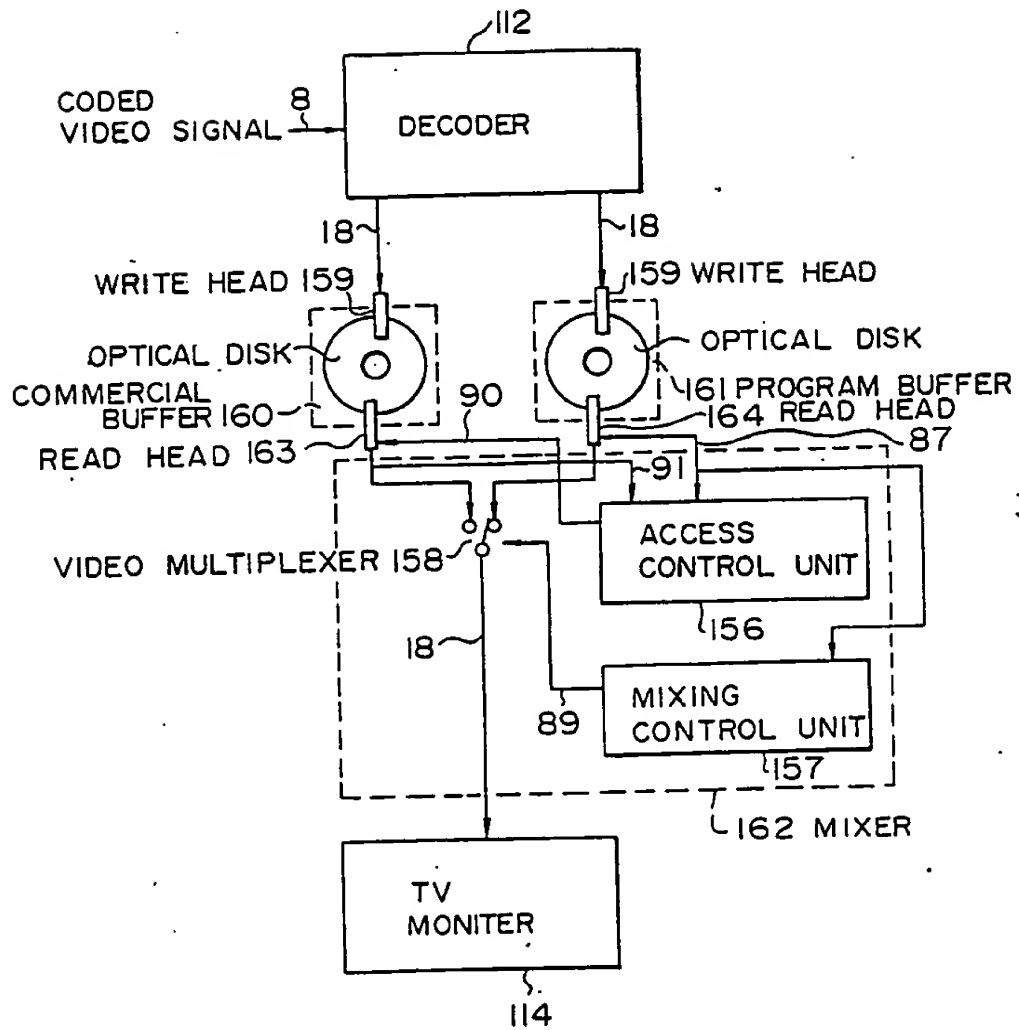 112
CODED
VIDEO SIGNAL
8
DECODER
18
18
WRITE HEAD 159
159 WRITE HEAD
OPTICAL DISK
OPTICAL DISK
COMMERCIAL
BUFFER 160
161 PROGRAM BUFFER
90
164 READ HEAD
READ HEAD 163
87
91
ACCESS
CONTROL UNIT
VIDEO MULTIPLEXER 158
156
18
MIXING
CONTROL UNIT
89
157
162 MIXER
TV
MONITER
114